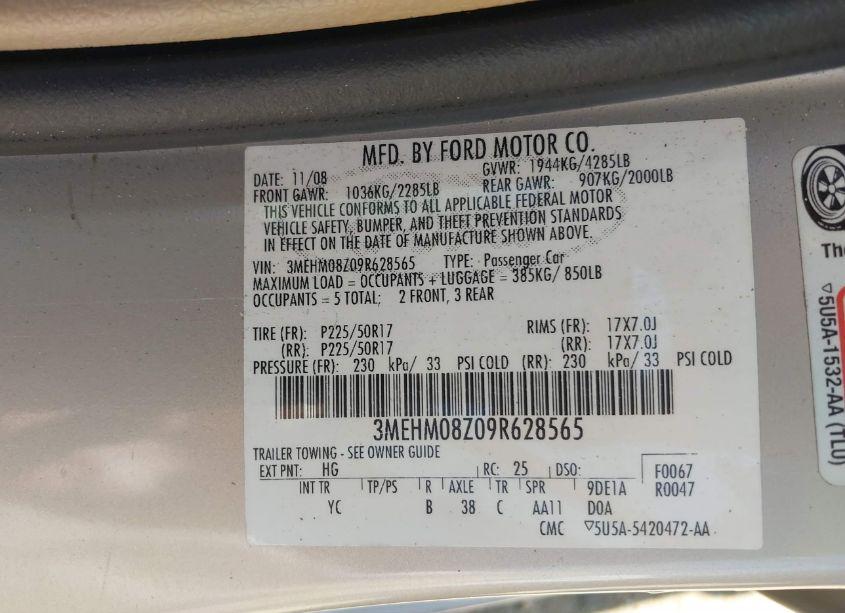 MFD. BY FORD MOTOR CO.
DATE: 11/08 GVWR: 1944KG/4285LB
FRONT GAWR: 1036KG/2285LB REAR GAWR: 907KG/2000LB
THIS VEHICLE CONFORMS TO ALL APPLICABLE FEDERAL MOTOR
VEHICLE SAFETY, BUMPER, AND THEFT PREVENTION STANDARDS
IN EFFECT ON THE DATE OF MANUFACTURE SHOWN ABOVE.
VIN: 3MEHM08Z09R628565 TYPE: Passenger Car
MAXIMUM LOAD = OCCUPANTS + LUGGAGE = 385KG/ 850LB
OCCUPANTS = 5 TOTAL; 2 FRONT, 3 REAR
TIRE (FR): P225/50R17 RIMS (FR): 17X7.0J
(RR): P225/50R17 (RR): 17X7.0J
PRESSURE (FR): 230 kPa/ 33 PSI COLD (RR): 230 kPa/ 33 PSI COLD
3MEHM08Z09R628565
TRAILER TOWING - SEE OWNER GUIDE
EXT PNT: HG RC: 25 DSO: F0067
INT TR TP/PS R AXLE TR SPR 9DE1A R0047
YC B 38 C AA11 D0A
CMC ▽5U5A-5420472-AA
The
▽5U5A-1532-AA (TLU)